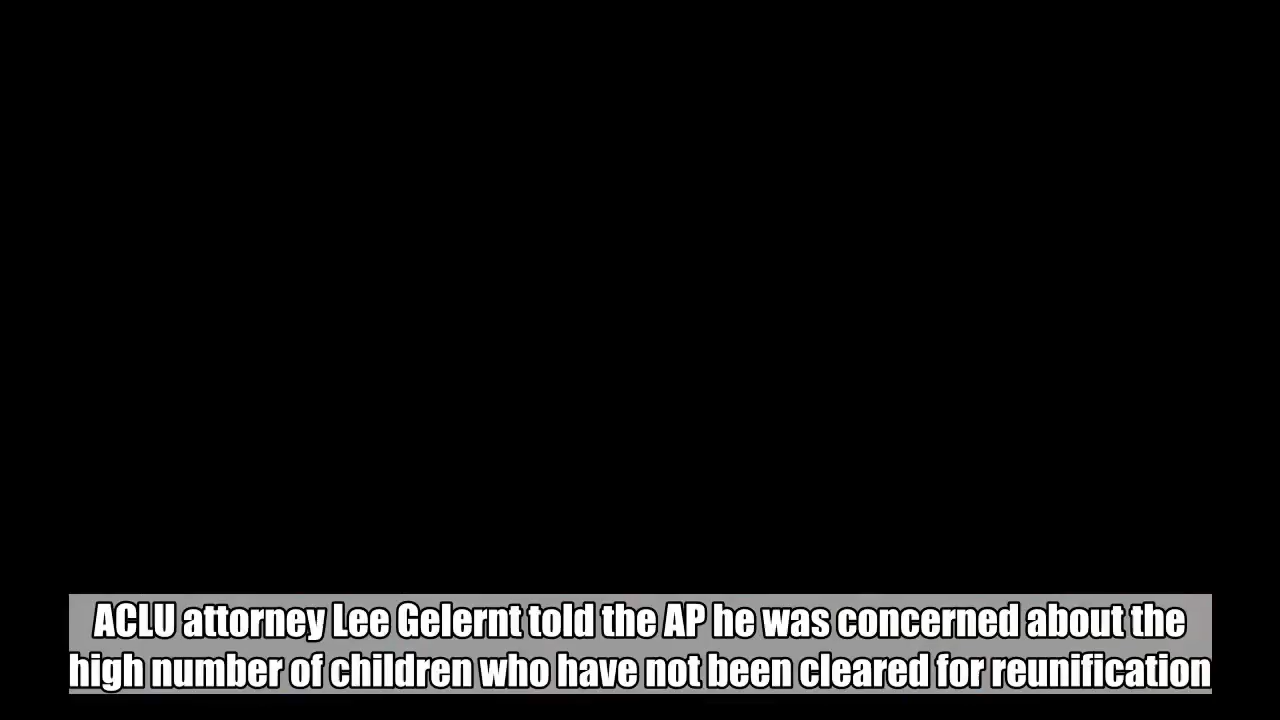 ACLU attorney Lee Gelernt told the AP he was concerned about the
high number of children who have not been cleared for reunification